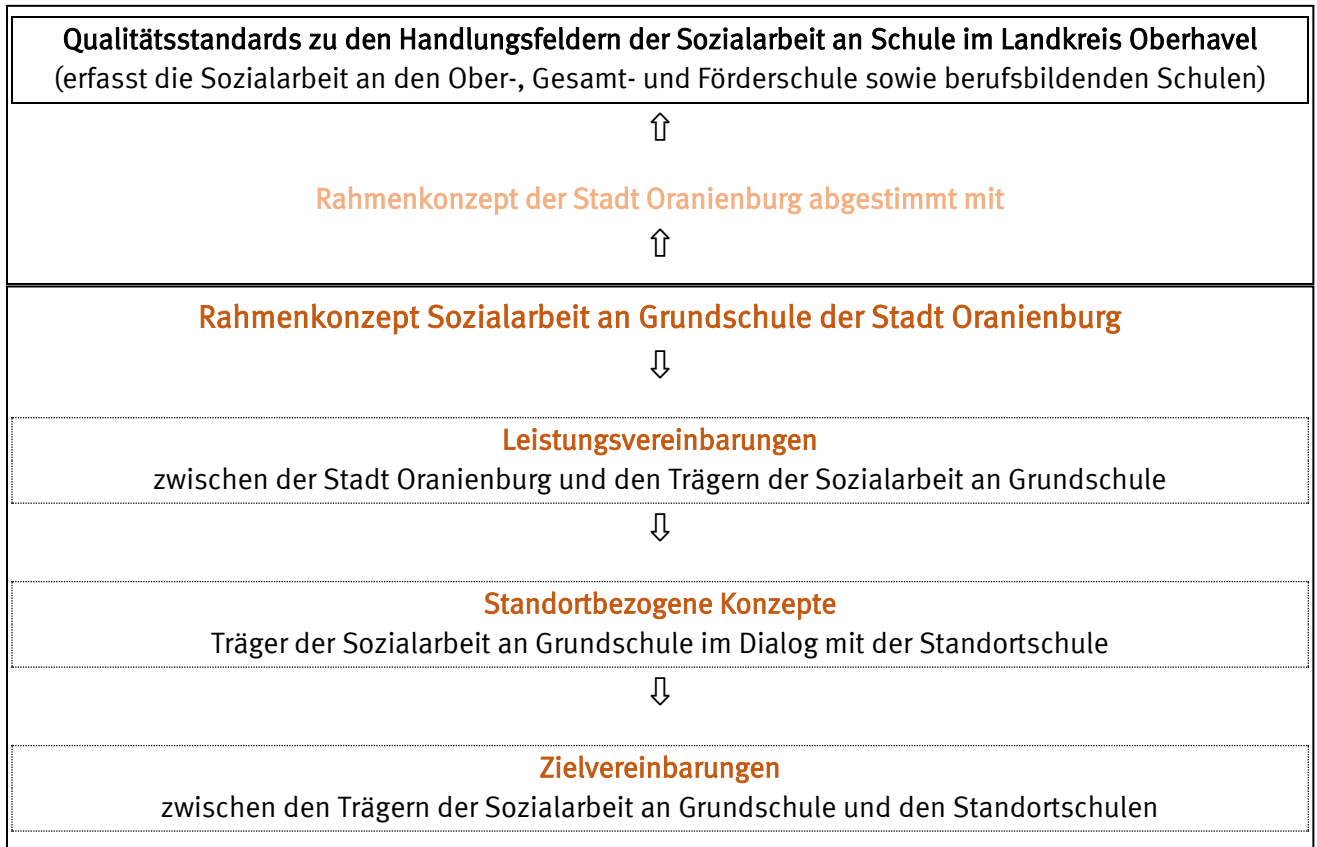 Qualitätsstandards zu den Handlungsfeldern der Sozialarbeit an Schule im Landkreis Oberhavel
(erfasst die Sozialarbeit an den Ober-, Gesamt- und Förderschule sowie berufsbildenden Schulen)
⇧
Rahmenkonzept der Stadt Oranienburg abgestimmt mit
⇧
Rahmenkonzept Sozialarbeit an Grundschule der Stadt Oranienburg
⇩
Leistungsvereinbarungen
zwischen der Stadt Oranienburg und den Trägern der Sozialarbeit an Grundschule
⇩
Standortbezogene Konzepte
Träger der Sozialarbeit an Grundschule im Dialog mit der Standortschule
⇩
Zielvereinbarungen
zwischen den Trägern der Sozialarbeit an Grundschule und den Standortschulen